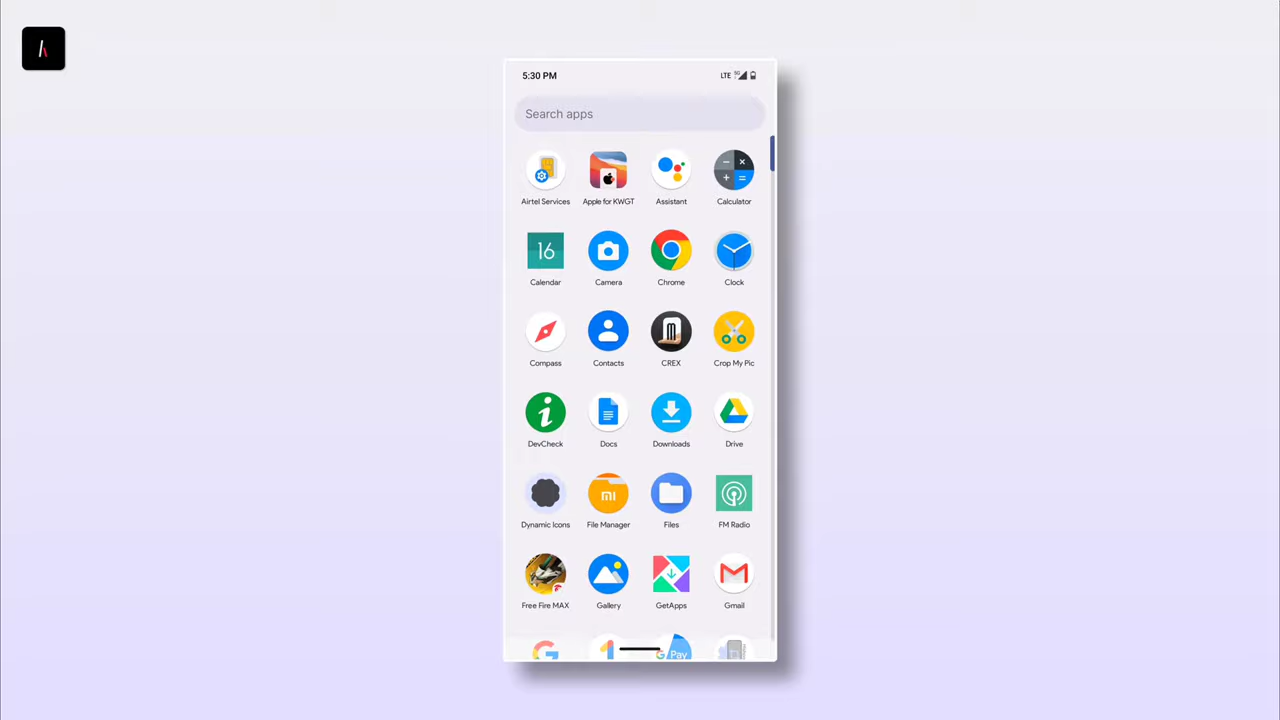 5:30 PM
LTE 5G
Search apps
Airtel Services
Apple for KWGT
Assistant
Calculator
16
Calendar
Camera
Chrome
Clock
Compass
Contacts
CREX
Crop My Pic
DevCheck
Docs
Downloads
Drive
Dynamic Icons
File Manager
Files
FM Radio
Free Fire MAX
Gallery
GetApps
Gmail
G Pay